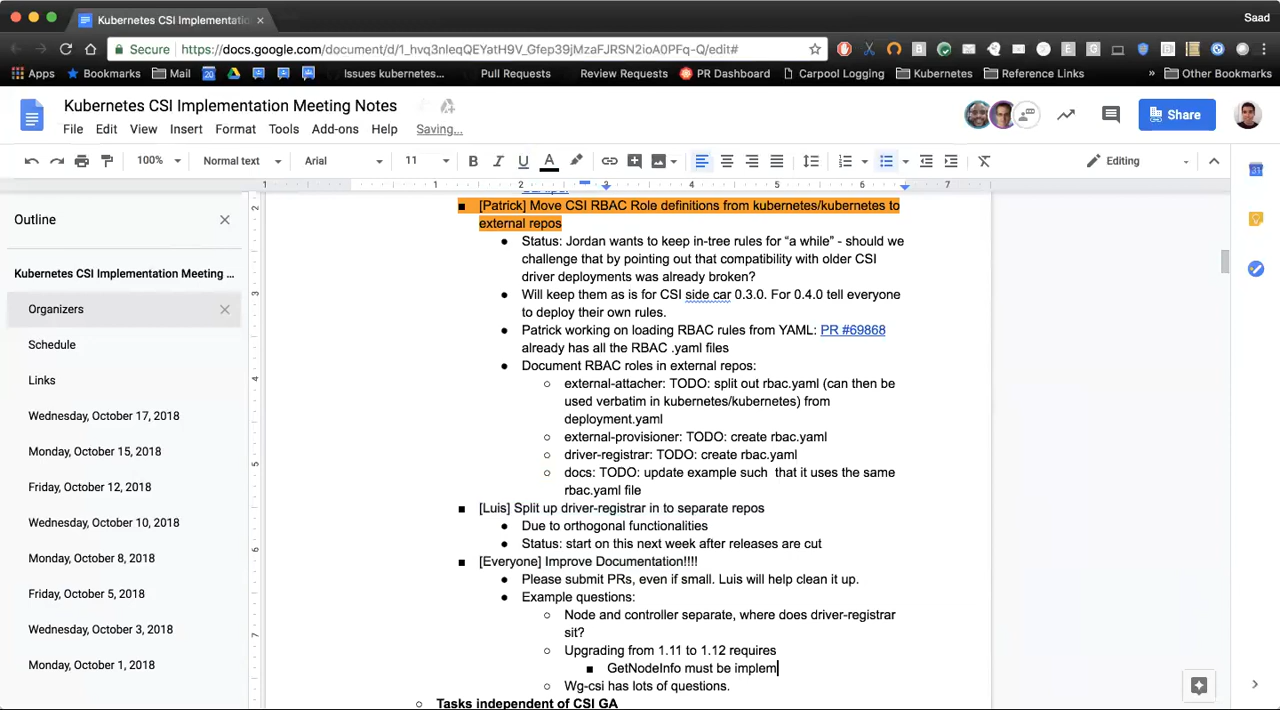 Kubernetes CSI Implementatio
Saad
Secure https://docs.google.com/document/d/1_hvq3nleqQEYatH9V_Gfep39jMzaFJRSN2ioA0PFq-Q/edit#
Apps Bookmarks Mail Issues kubernetes... Pull Requests Review Requests PR Dashboard Carpool Logging Kubernetes Reference Links » Other Bookmarks
Kubernetes CSI Implementation Meeting Notes
File Edit View Insert Format Tools Add-ons Help Saving...
Share
100% Normal text Arial 11 Editing
Outline
Kubernetes CSI Implementation Meeting ...
Organizers
Schedule
Links
Wednesday, October 17, 2018
Monday, October 15, 2018
Friday, October 12, 2018
Wednesday, October 10, 2018
Monday, October 8, 2018
Friday, October 5, 2018
Wednesday, October 3, 2018
Monday, October 1, 2018
[Patrick] Move CSI RBAC Role definitions from kubernetes/kubernetes to
external repos
Status: Jordan wants to keep in-tree rules for “a while” - should we
challenge that by pointing out that compatibility with older CSI
driver deployments was already broken?
Will keep them as is for CSI side car 0.3.0. For 0.4.0 tell everyone
to deploy their own rules.
Patrick working on loading RBAC rules from YAML: PR #69868
already has all the RBAC .yaml files
Document RBAC roles in external repos:
external-attacher: TODO: split out rbac.yaml (can then be
used verbatim in kubernetes/kubernetes) from
deployment.yaml
external-provisioner: TODO: create rbac.yaml
driver-registrar: TODO: create rbac.yaml
docs: TODO: update example such that it uses the same
rbac.yaml file
[Luis] Split up driver-registrar in to separate repos
Due to orthogonal functionalities
Status: start on this next week after releases are cut
[Everyone] Improve Documentation!!!!
Please submit PRs, even if small. Luis will help clean it up.
Example questions:
Node and controller separate, where does driver-registrar
sit?
Upgrading from 1.11 to 1.12 requires
GetNodeInfo must be implem
Wg-csi has lots of questions.
Tasks independent of CSI GA